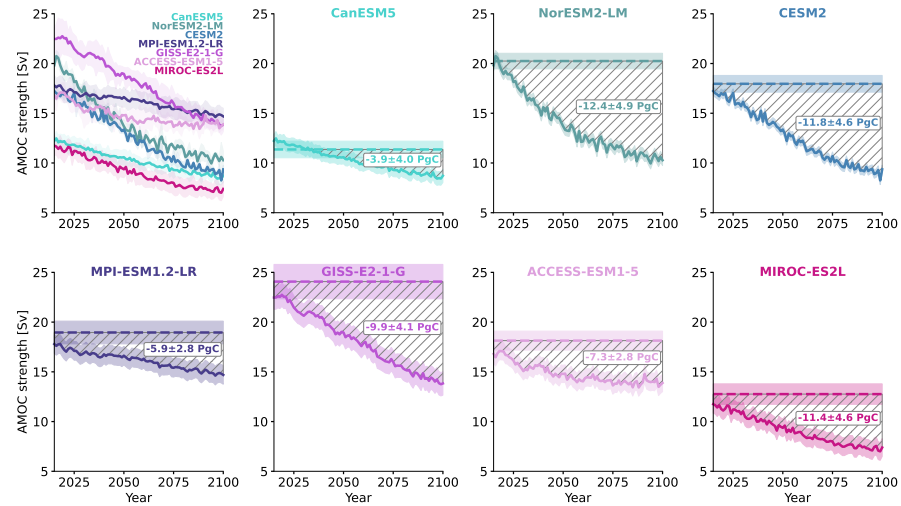 CanESM5
NorESM2-LM
CESM2
MPI-ESM1.2-LR
GISS-E2-1-G
ACCESS-ESM1-5
MIROC-ES2L
AMOC strength [Sv]
25
20
15
10
5
2025 2050 2075 2100
CanESM5
-3.9±4.0 PgC
25
20
15
10
5
2025 2050 2075 2100
NorESM2-LM
-12.4±4.9 PgC
25
20
15
10
5
2025 2050 2075 2100
CESM2
-11.8±4.6 PgC
25
20
15
10
5
2025 2050 2075 2100
MPI-ESM1.2-LR
-5.9±2.8 PgC
AMOC strength [Sv]
25
20
15
10
5
2025 2050 2075 2100
Year
GISS-E2-1-G
-9.9±4.1 PgC
25
20
15
10
5
2025 2050 2075 2100
Year
ACCESS-ESM1-5
-7.3±2.8 PgC
25
20
15
10
5
2025 2050 2075 2100
Year
MIROC-ES2L
-11.4±4.6 PgC
25
20
15
10
5
2025 2050 2075 2100
Year